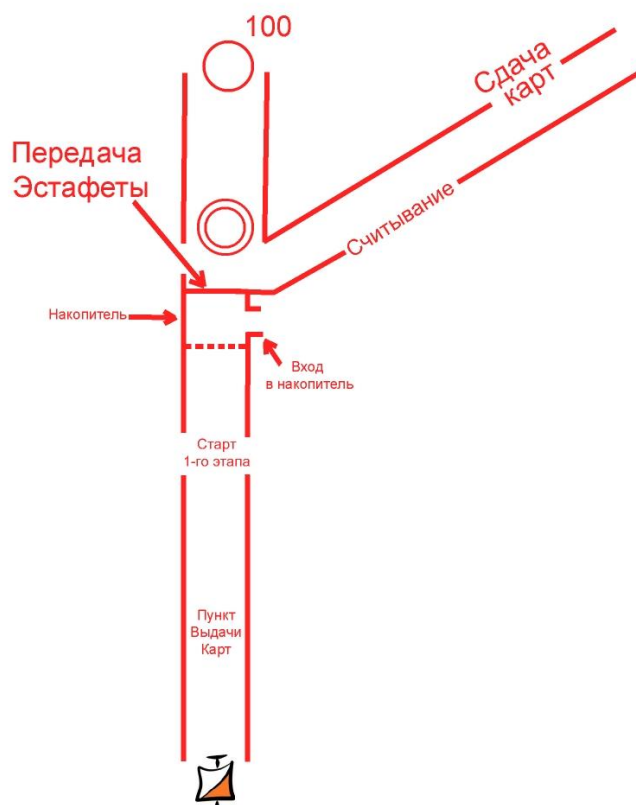 100
Сдача
карт
Передача
Эстафеты
Считывание
Накопитель
Вход
в накопитель
Старт
1-го этапа
Пункт
Выдачи
Карт